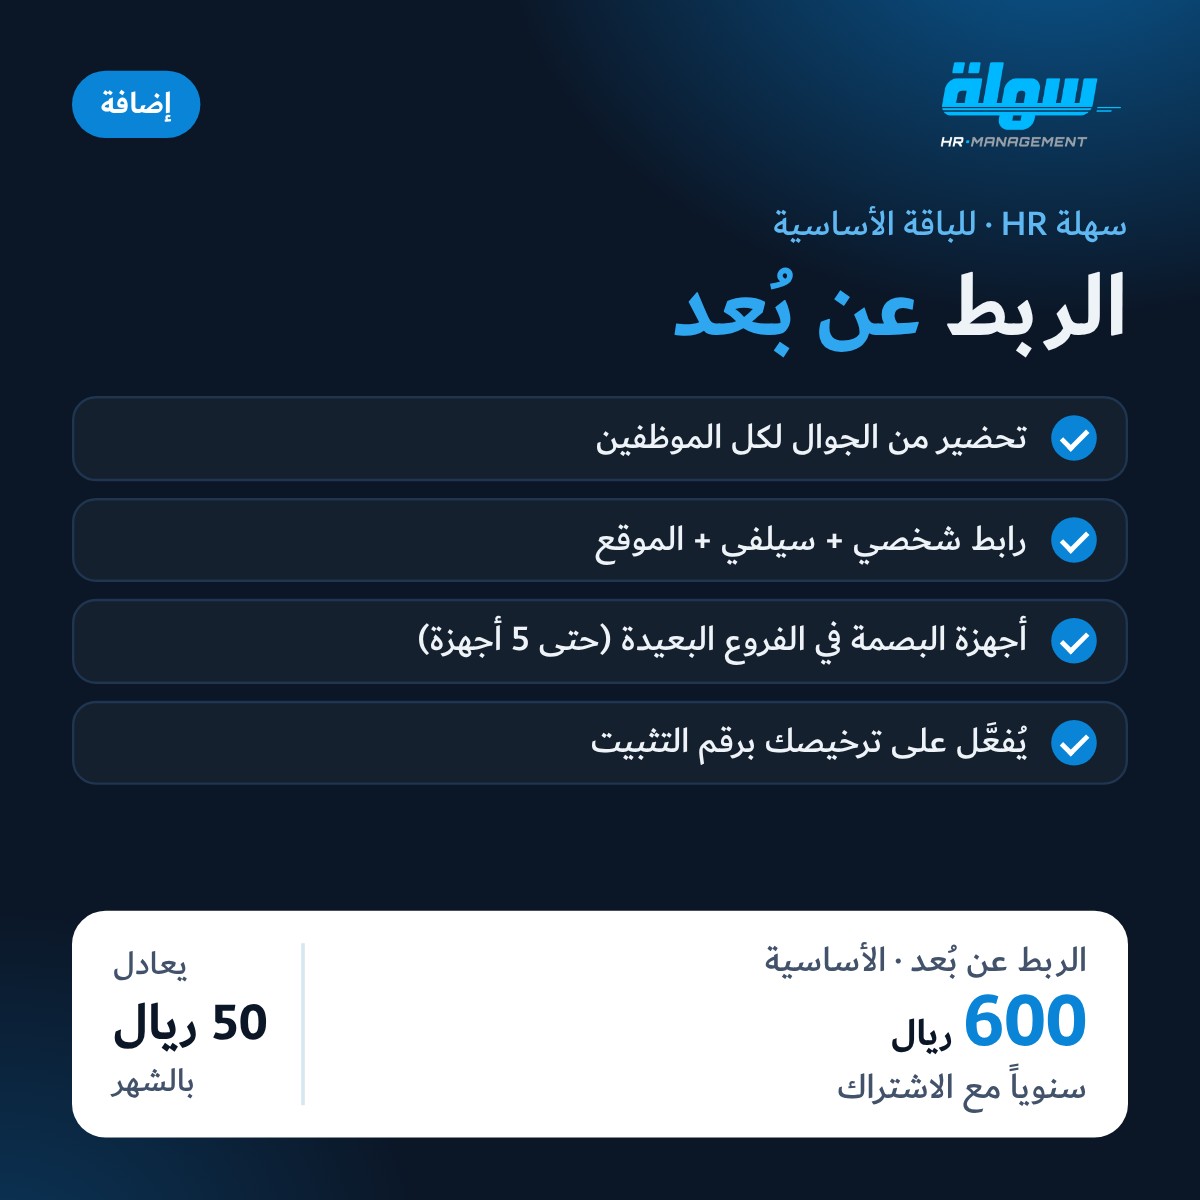 سهلة
HR·MANAGEMENT
إضافة
سهلة HR · للباقة الأساسية
الربط عن بُعد
تحضير من الجوال لكل الموظفين
رابط شخصي + سيلفي + الموقع
أجهزة البصمة في الفروع البعيدة (حتى 5 أجهزة)
يُفعَّل على ترخيصك برقم التثبيت
الربط عن بُعد · الأساسية
600 ريال
سنوياً مع الاشتراك
يعادل
50 ريال
بالشهر